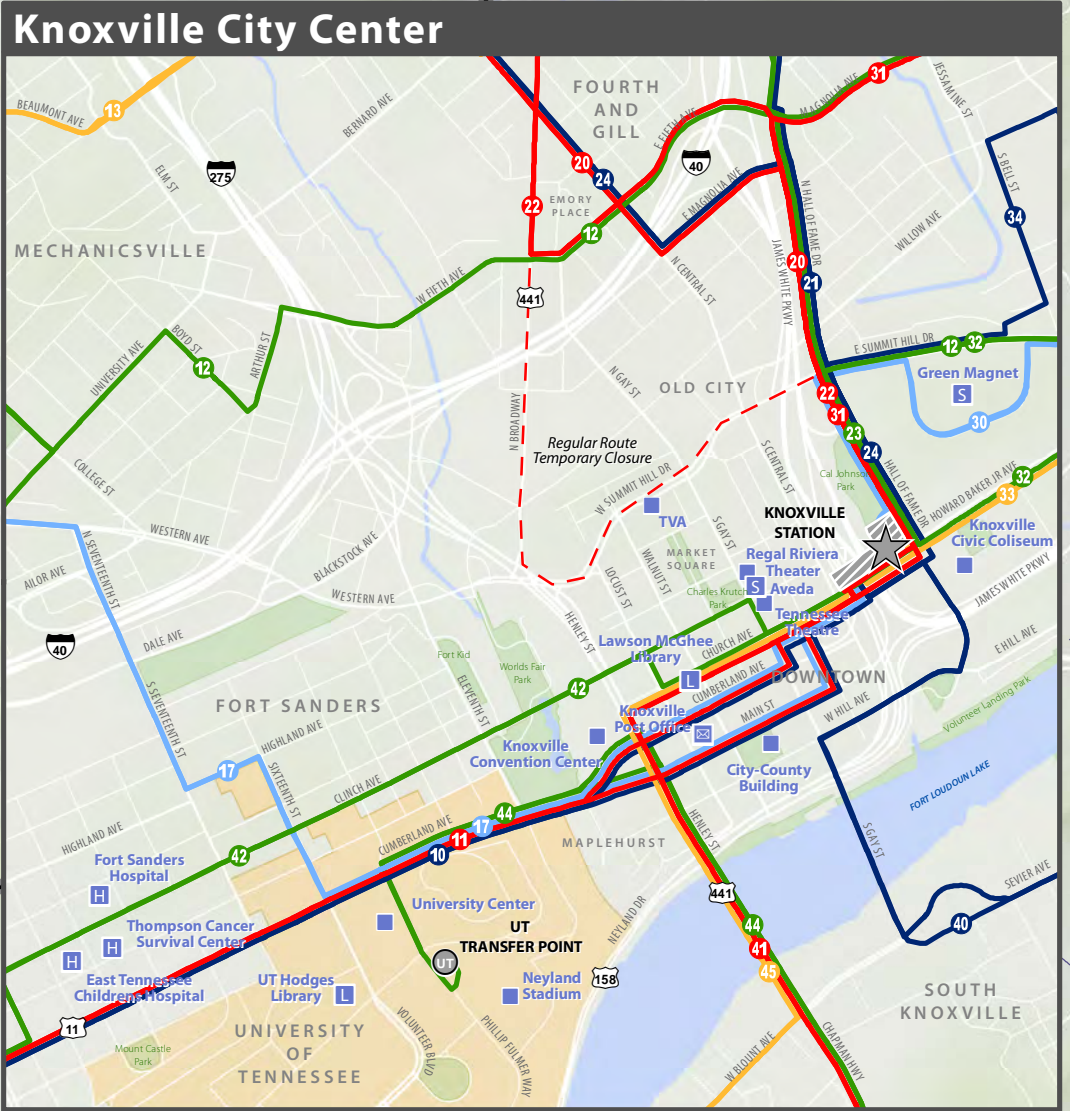 Knoxville City Center
BEAUMONT AVE
13
BERNARD AVE
ELM ST
275
FOURTH
AND
GILL
E FIFTH AVE
MAGNOLIA AVE
31
JESSAMINE ST
20
24
40
22
EMORY
PLACE
12
E MAGNOLIA AVE
N HALL OF FAME DR
S BELL ST
34
WILLOW AVE
MECHANICSVILLE
W FIFTH AVE
441
N CENTRAL ST
JAMES WHITE PKWY
20
21
UNIVERSITY AVE
BOYD ST
12
ARTHUR ST
E SUMMIT HILL DR
12
32
Green Magnet
S
30
N GAY ST
OLD CITY
N BROADWAY
Regular Route
Temporary Closure
22
31
23
24
HALL OF FAME DR
COLLEGE ST
W SUMMIT HILL DR
S CENTRAL ST
Cal Johnson
Park
HOWARD BAKER JR AVE
32
33
TVA
KNOXVILLE
STATION
Knoxville
Civic Coliseum
N SEVENTEENTH ST
WESTERN AVE
BLACKSTOCK AVE
S GAY ST
MARKET
SQUARE
Regal Riviera
Theater
S
Aveda
JAMES WHITE PKWY
AILOR AVE
WESTERN AVE
LOCUST ST
WALNUT ST
Charles Krutch
Park
Tennessee
Theatre
40
DALE AVE
HENLEY ST
Lawson McGhee
Library
CHURCH AVE
E HILL AVE
Fort Kid
Worlds Fair
Park
L
CUMBERLAND AVE
DOWNTOWN
S SEVENTEENTH ST
FORT SANDERS
ELEVENTH ST
42
Knoxville
Post Office
MAIN ST
W HILL AVE
Volunteer Landing Park
HIGHLAND AVE
17
SIXTEENTH ST
Knoxville
Convention Center
City-County
Building
CLINCH AVE
FORT LOUDOUN LAKE
HIGHLAND AVE
CUMBERLAND AVE
44
17
11
10
MAPLEHURST
HENLEY ST
S GAY ST
42
Fort Sanders
Hospital
H
441
SEVIER AVE
University Center
NEYLAND DR
44
40
Thompson Cancer
Survival Center
H
H
UT
TRANSFER POINT
UT
41
45
East Tennessee
Childrens Hospital
UT Hodges
Library
L
Neyland
Stadium
158
SOUTH
KNOXVILLE
11
UNIVERSITY
OF
TENNESSEE
VOLUNTEER BLVD
PHILLIP FULMER WAY
W BLOUNT AVE
CHAPMAN HWY
Mount Castle
Park